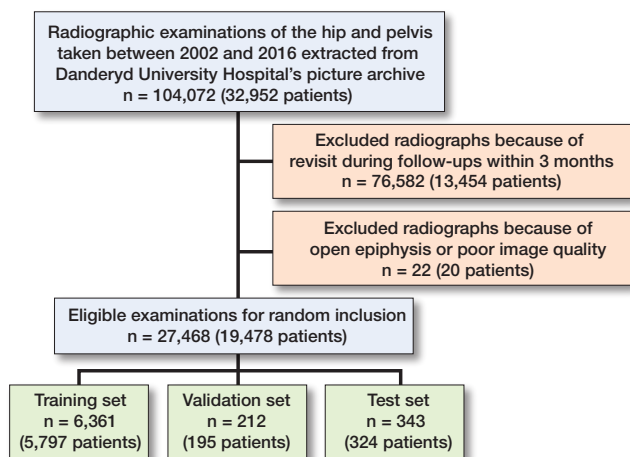 Radiographic examinations of the hip and pelvis
taken between 2002 and 2016 extracted from
Danderyd University Hospital's picture archive
n = 104,072 (32,952 patients)
Excluded radiographs because of
revisit during follow-ups within 3 months
n = 76,582 (13,454 patients)
Excluded radiographs because of
open epiphysis or poor image quality
n = 22 (20 patients)
Eligible examinations for random inclusion
n = 27,468 (19,478 patients)
Training set
n = 6,361
(5,797 patients)
Validation set
n = 212
(195 patients)
Test set
n = 343
(324 patients)